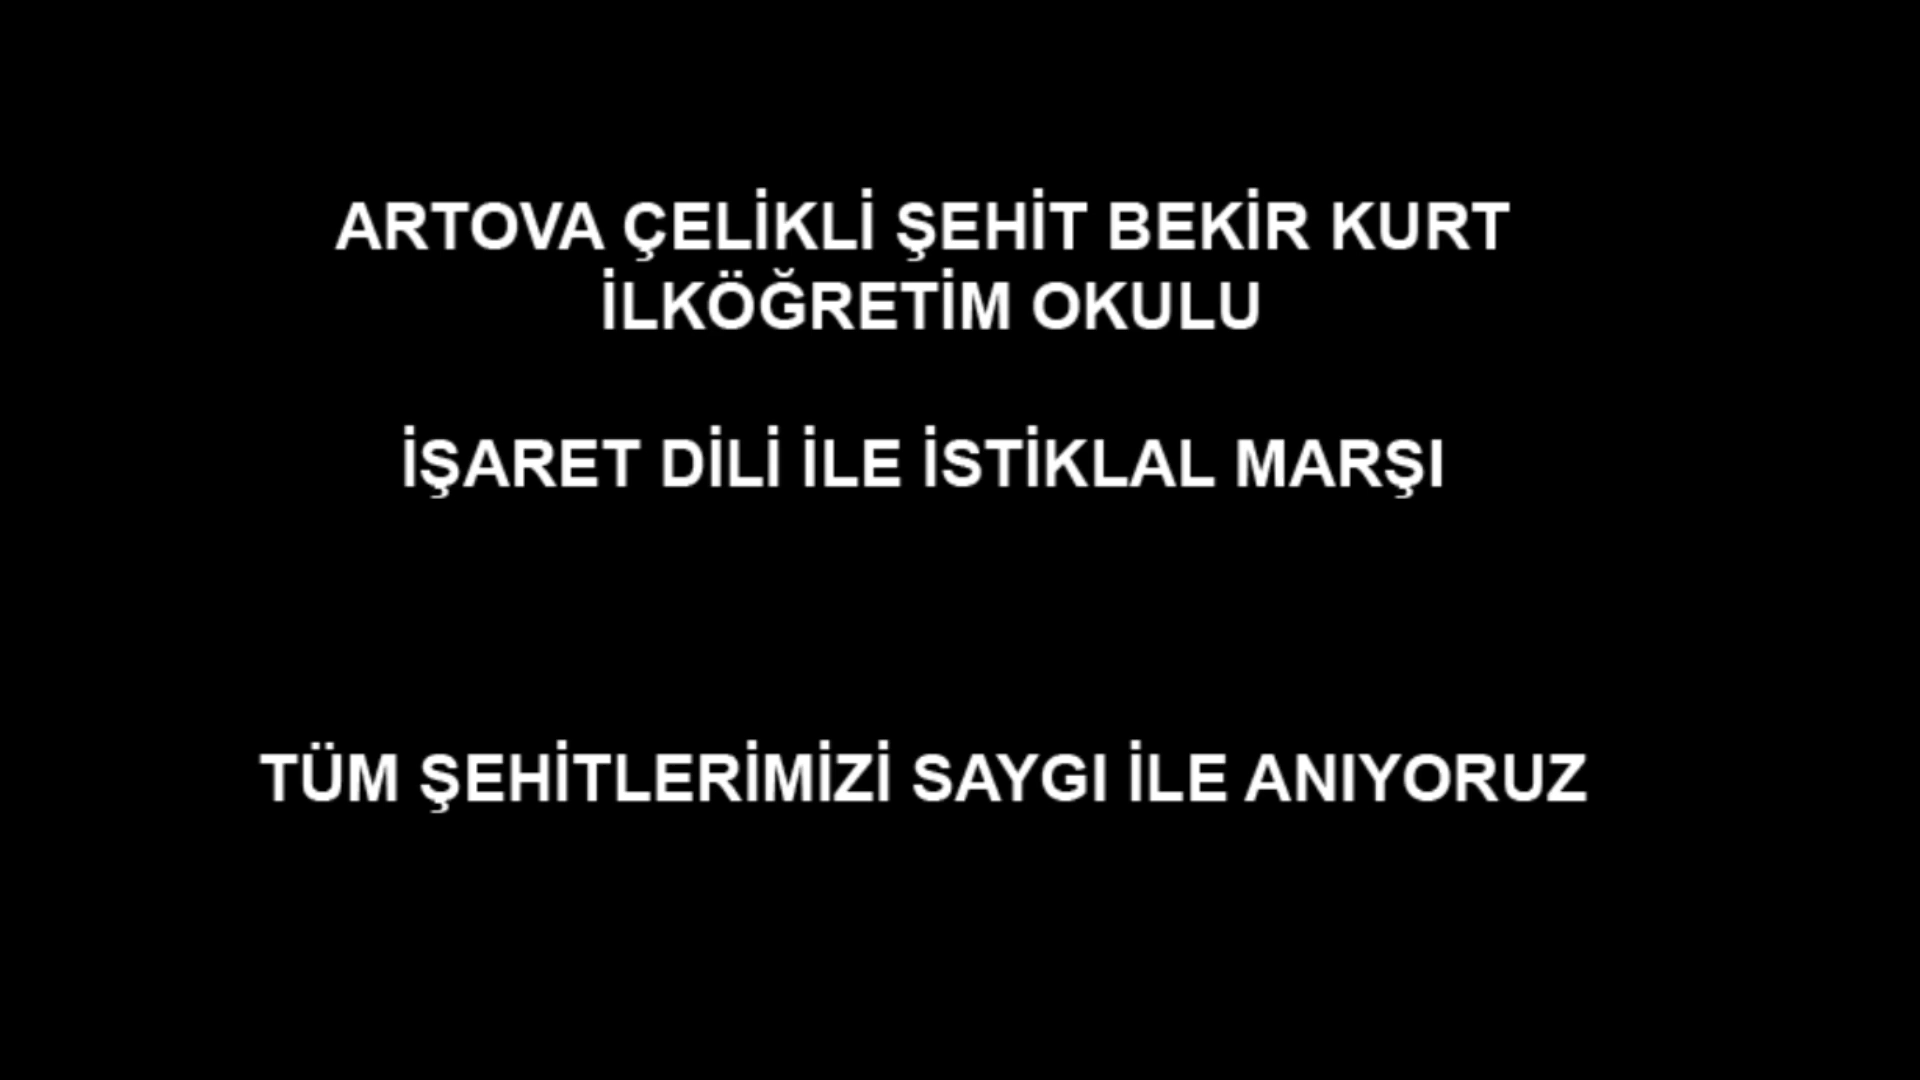 ARTOVA ÇELİKLİ ŞEHİT BEKİR KURT
İLKÖĞRETİM OKULU
İŞARET DİLİ İLE İSTİKLAL MARŞI
TÜM ŞEHİTLERİMİZİ SAYGI İLE ANIYORUZ